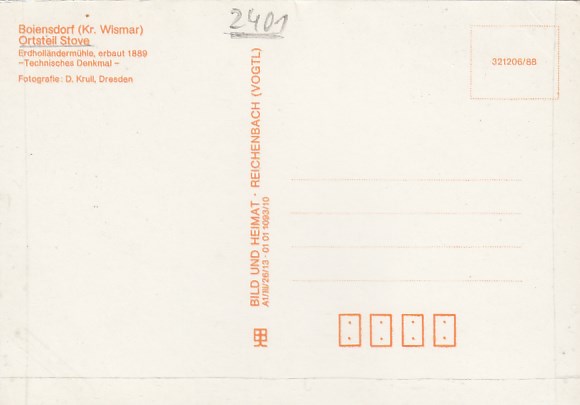 2401
Boiensdorf (Kr. Wismar)
Ortsteil Stove
Erdholländermühle, erbaut 1889
–Technisches Denkmal –
Fotografie: D. Krull, Dresden
BILD UND HEIMAT · REICHENBACH (VOGTL)
A1/III/26/13 · 01 01 1093/10
321206/88